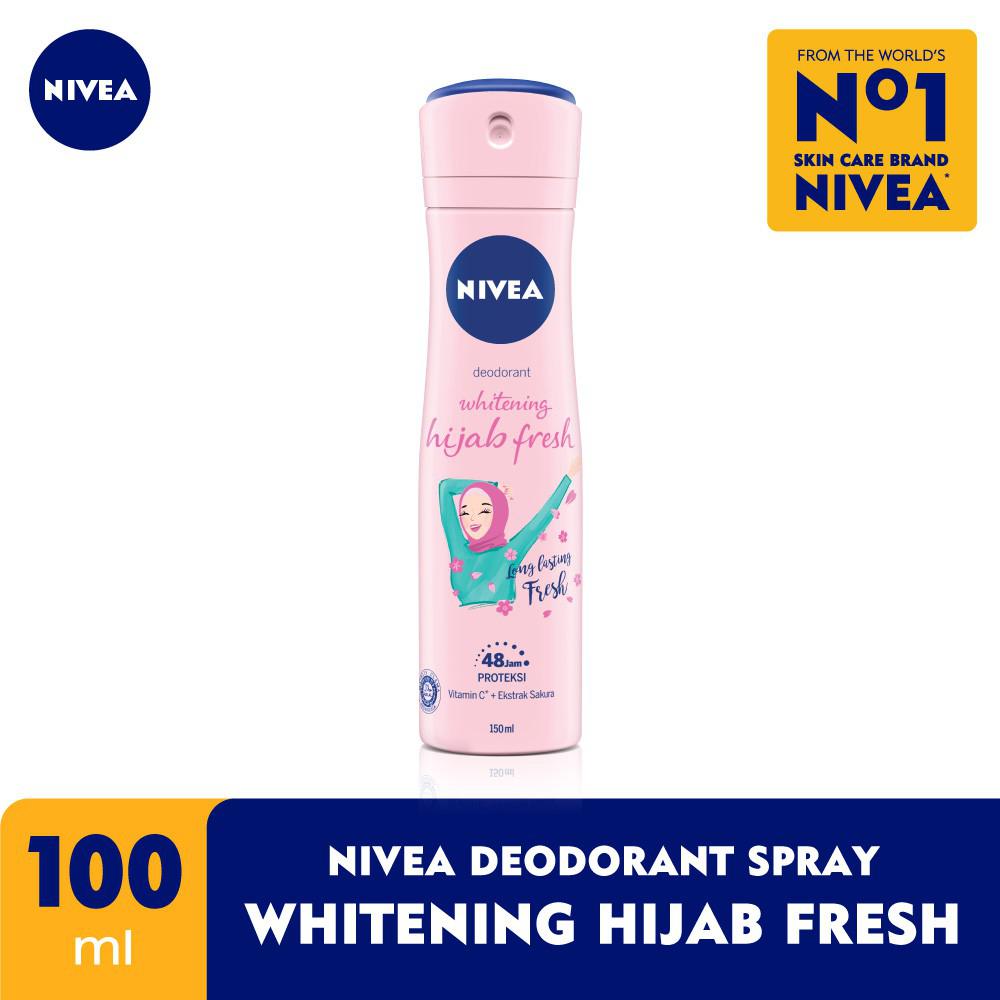 NIVEA
FROM THE WORLD'S
Nº1
SKIN CARE BRAND
NIVEA*
NIVEA
deodorant
whitening
hijab fresh
Long lasting
Fresh
48Jam
PROTEKSI
Vitamin C* + Ekstrak Sakura
150ml
100
ml
NIVEA DEODORANT SPRAY
WHITENING HIJAB FRESH